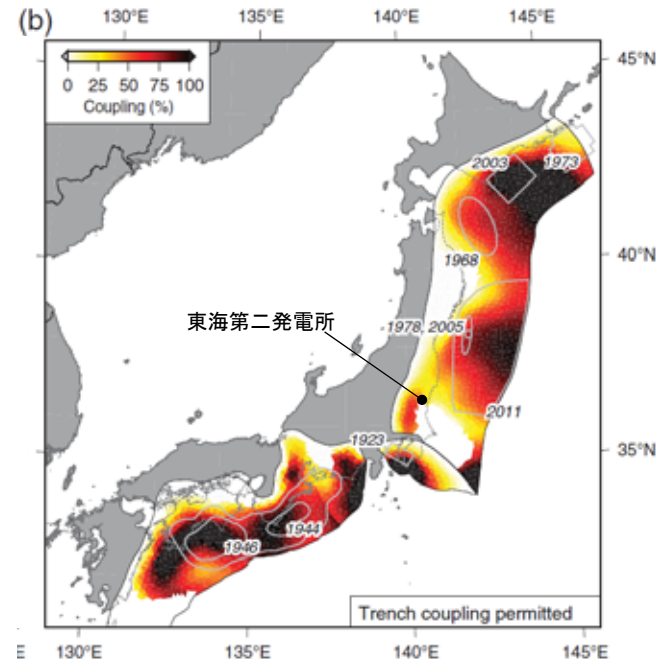 (b)
130°E 135°E 140°E 145°E
0 25 50 75 100
Coupling (%)
45°N
2003 1973
40°N
1968
東海第二発電所
1978, 2005
2011
1923
35°N
1944
1946
Trench coupling permitted
E 130°E 135°E 140°E 145°E